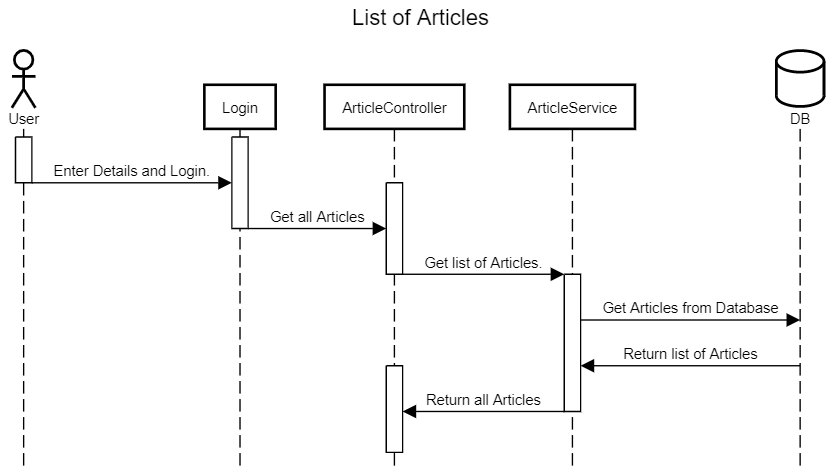 List of Articles
User
Login
ArticleController
ArticleService
DB
Enter Details and Login.
Get all Articles
Get list of Articles.
Get Articles from Database
Return list of Articles
Return all Articles